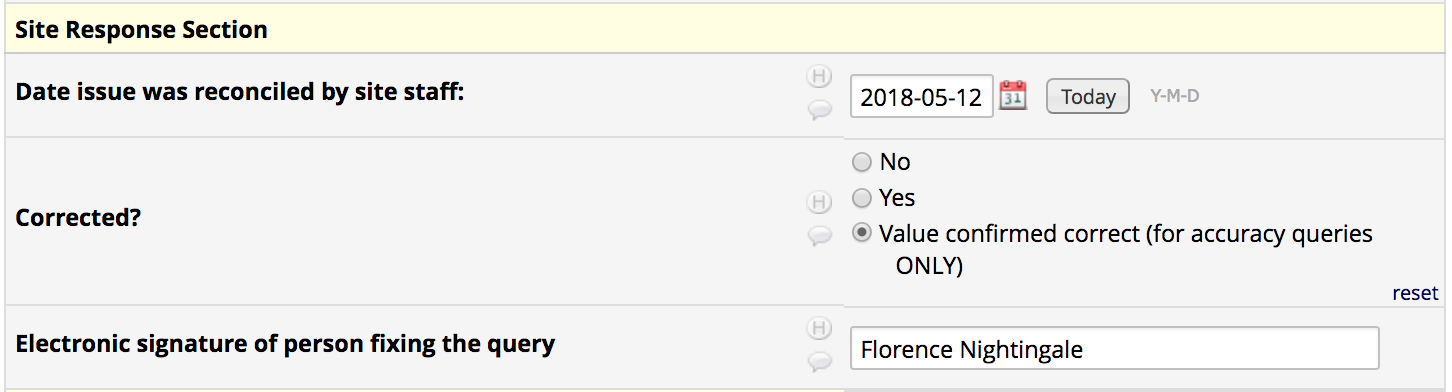 Site Response Section
Date issue was reconciled by site staff:
H
2018-05-12
31
Today
Y-M-D
Corrected?
H
No
Yes
Value confirmed correct (for accuracy queries
ONLY)
reset
Electronic signature of person fixing the query
H
Florence Nightingale